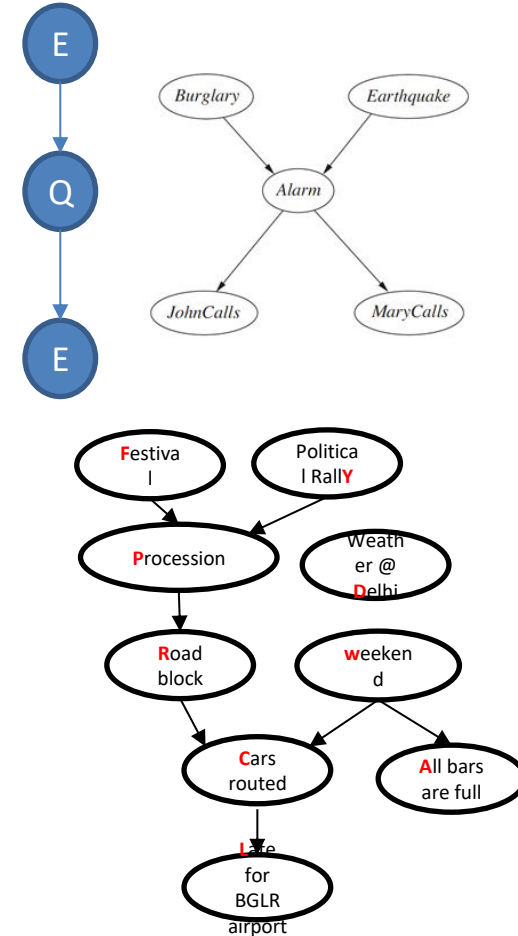 E
Burglary
Earthquake
Q
Alarm
JohnCalls
MaryCalls
E
Festiva
l
Politica
l RallY
Procession
Weath
er @
Delhi
Road
block
weeken
d
Cars
routed
All bars
are full
Late
for
BGLR
airport